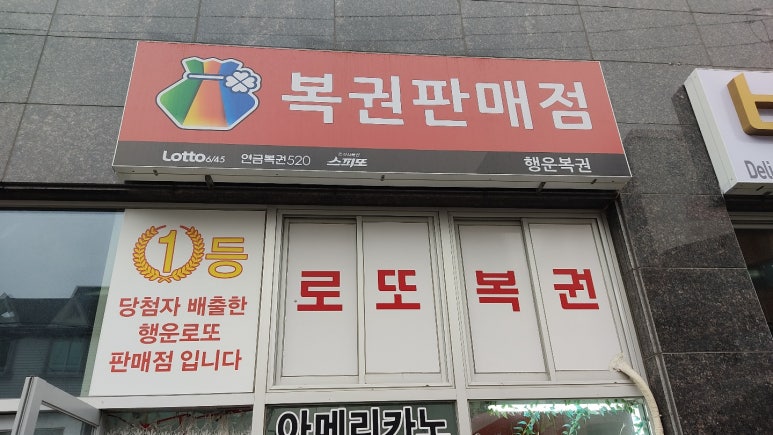 복권판매점
Lotto6/45 연금복권520 스피또 행운복권
1등
당첨자 배출한
행운로또
판매점 입니다
로또복권
아메리카노
Deli